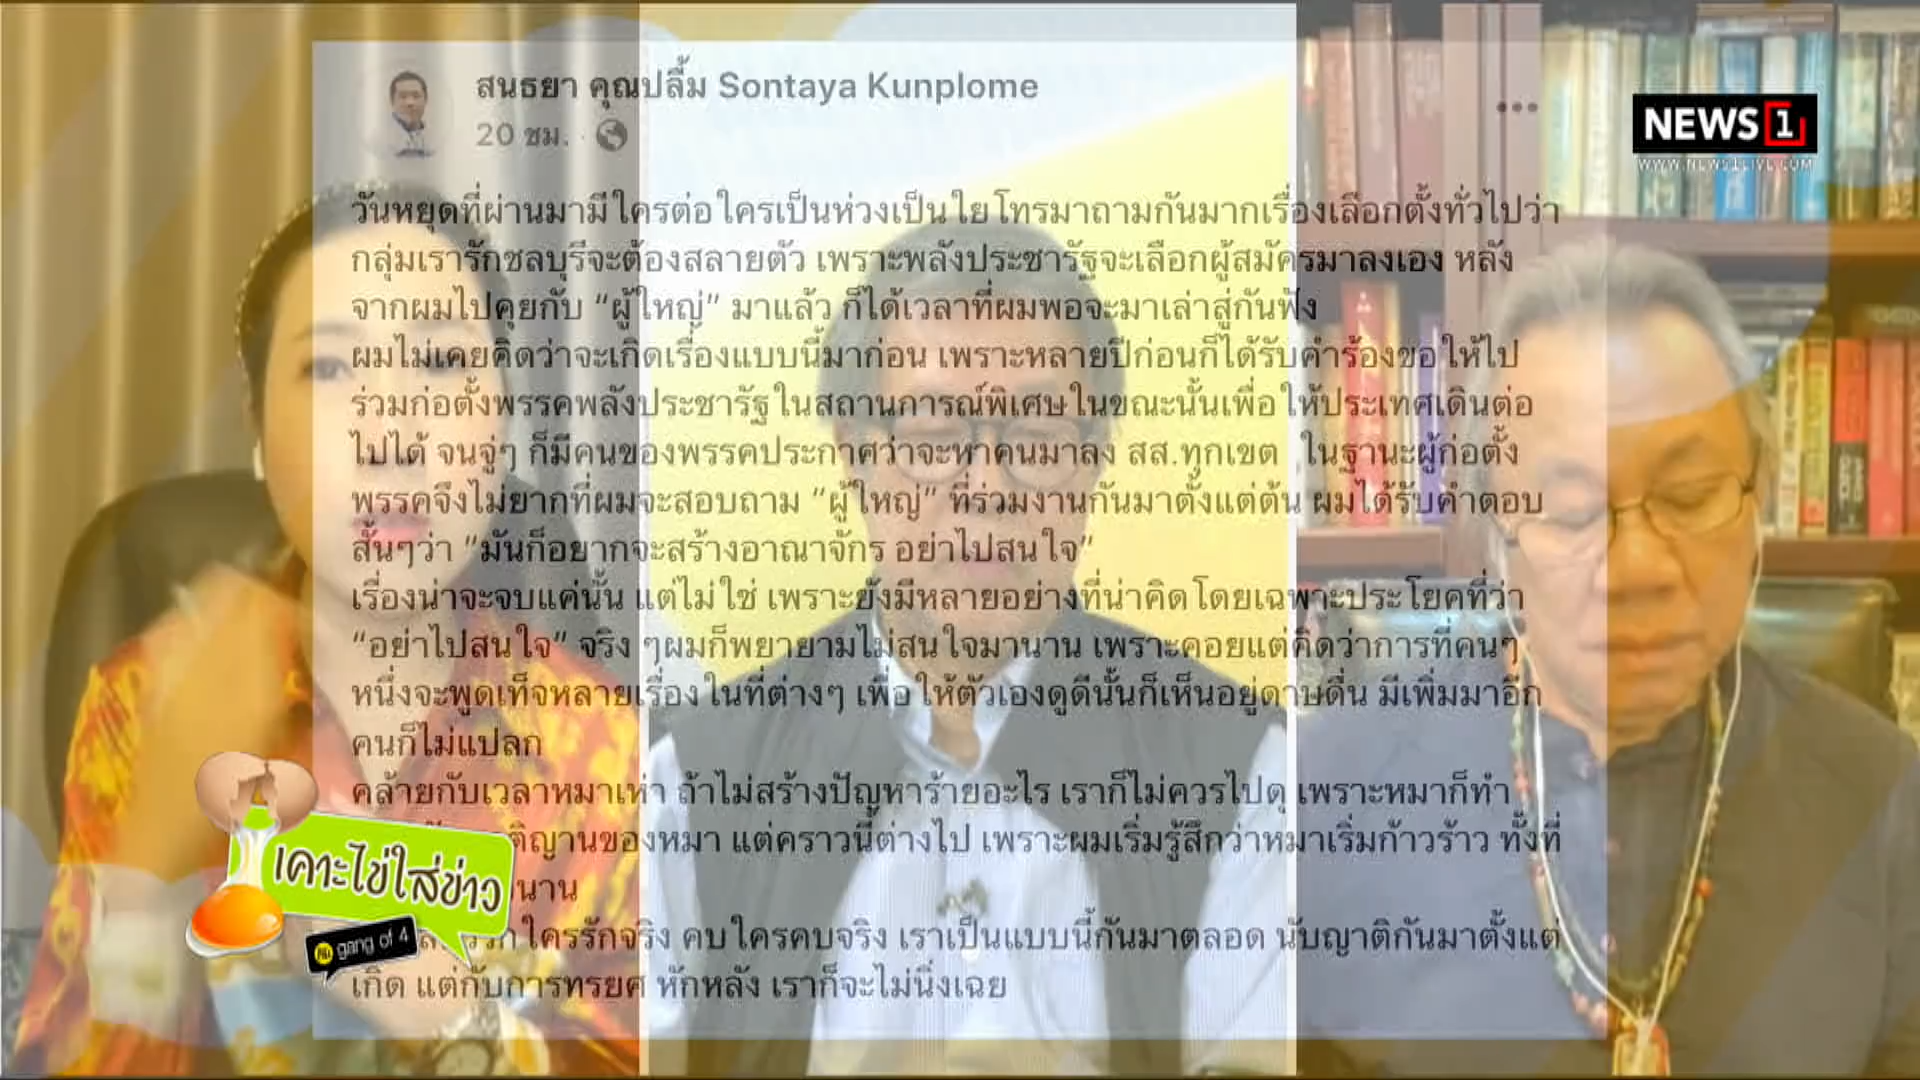 สนธยา คุณปลื้ม Sontaya Kunplome
20 ชม.
NEWS 1
WWW.NEWS1LIVE.COM
วันหยุดที่ผ่านมามีใครต่อใครเป็นห่วงเป็นใยโทรมาถามกันมากเรื่องเลือกตั้งทั่วไปว่า
กลุ่มเรารักชลบุรีจะต้องสลายตัว เพราะพลังประชารัฐจะเลือกผู้สมัครมาลงเอง หลัง
จากผมไปคุยกับ “ผู้ใหญ่” มาแล้ว ก็ได้เวลาที่ผมพอจะมาเล่าสู่กันฟัง
ผมไม่เคยคิดว่าจะเกิดเรื่องแบบนี้มาก่อน เพราะหลายปีก่อนก็ได้รับคำร้องขอให้ไป
ร่วมก่อตั้งพรรคพลังประชารัฐในสถานการณ์พิเศษในขณะนั้นเพื่อให้ประเทศเดินต่อ
ไปได้ จนจู่ๆ ก็มีคนของพรรคประกาศว่าจะหาคนมาลง สส.ทุกเขต ในฐานะผู้ก่อตั้ง
พรรคจึงไม่ยากที่ผมจะสอบถาม “ผู้ใหญ่” ที่ร่วมงานกันมาตั้งแต่ต้น ผมได้รับคำตอบ
สั้นๆว่า “มันก็อยากจะสร้างอาณาจักร อย่าไปสนใจ”
เรื่องน่าจะจบแค่นั้น แต่ไม่ใช่ เพราะยังมีหลายอย่างที่น่าคิดโดยเฉพาะประโยคที่ว่า
“อย่าไปสนใจ” จริง ๆผมก็พยายามไม่สนใจมานาน เพราะคอยแต่คิดว่าการที่คนๆ
หนึ่งจะพูดเท็จหลายเรื่องในที่ต่างๆ เพื่อให้ตัวเองดูดีนั้นก็เห็นอยู่ดาษดื่น มีเพิ่มมาอีก
คนก็ไม่แปลก
คล้ายกับเวลาหมาเห่า ถ้าไม่สร้างปัญหาร้ายอะไร เราก็ไม่ควรไปดุ เพราะหมาก็ทำ
ติญานของหมา แต่คราวนี้ต่างไป เพราะผมเริ่มรู้สึกว่าหมาเริ่มก้าวร้าว ทั้งที่
นาน
ใครรักจริง คบใครคบจริง เราเป็นแบบนี้กันมาตลอด นับญาติกันมาตั้งแต่
เกิด แต่กับการทรยศ หักหลัง เราก็จะไม่นิ่งเฉย
เคาะไข่ใส่ข่าว
gang of 4